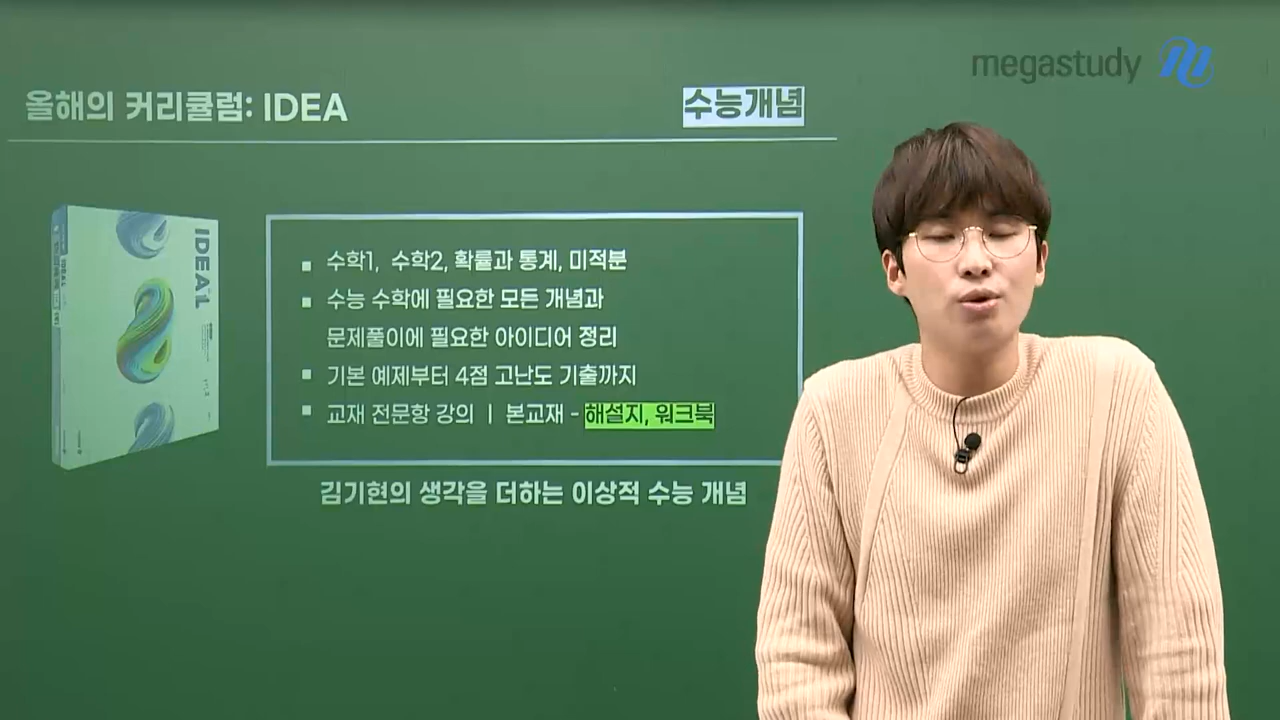 megastudy
올해의 커리큘럼: IDEA
수능개념
IDEAL
수학1, 수학2, 확률과 통계, 미적분
수능 수학에 필요한 모든 개념과
문제풀이에 필요한 아이디어 정리
기본 예제부터 4점 고난도 기출까지
교재 전문항 강의 | 본교재 - 해설지, 워크북
김기현의 생각을 더하는 이상적 수능 개념